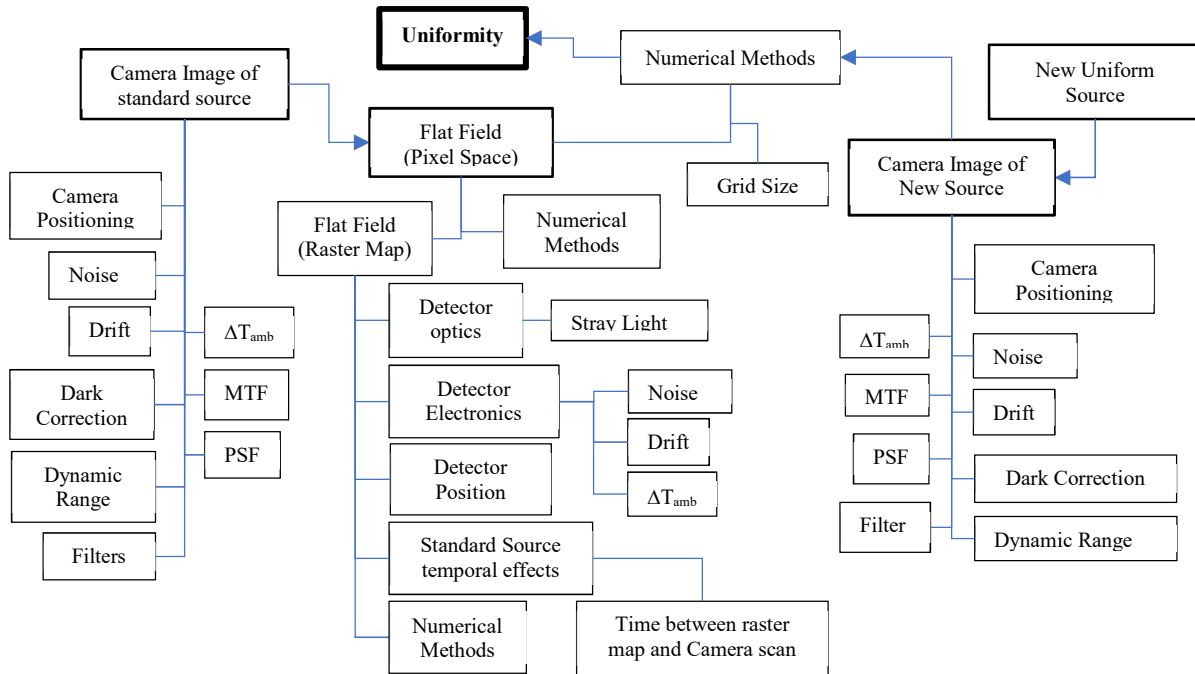 Uniformity
Numerical Methods
Camera Image of
standard source
New Uniform
Source
Flat Field
(Pixel Space)
Camera Image of
New Source
Grid Size
Camera
Positioning
Flat Field
(Raster Map)
Numerical
Methods
Noise
Camera
Positioning
Detector
optics
Stray Light
Drift
ΔTamb
ΔTamb
Noise
Dark
Correction
MTF
Detector
Electronics
Noise
MTF
Drift
Drift
PSF
PSF
Dynamic
Range
Detector
Position
ΔTamb
Dark Correction
Filters
Standard Source
temporal effects
Filter
Dynamic Range
Numerical
Methods
Time between raster
map and Camera scan